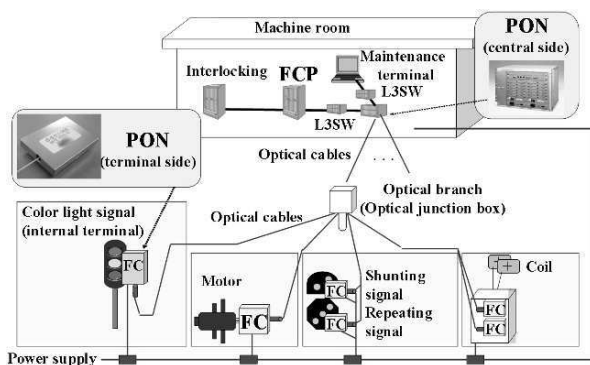 Machine room
PON
(central side)
Maintenance
terminal
Interlocking
FCP
L3SW
L3SW
PON
(terminal side)
Optical cables
. . .
Optical branch
(Optical junction box)
Color light signal
(internal terminal)
Optical cables
FC
Motor
FC
Shunting
signal
FC
Repeating
signal
FC
Coil
FC
FC
Power supply